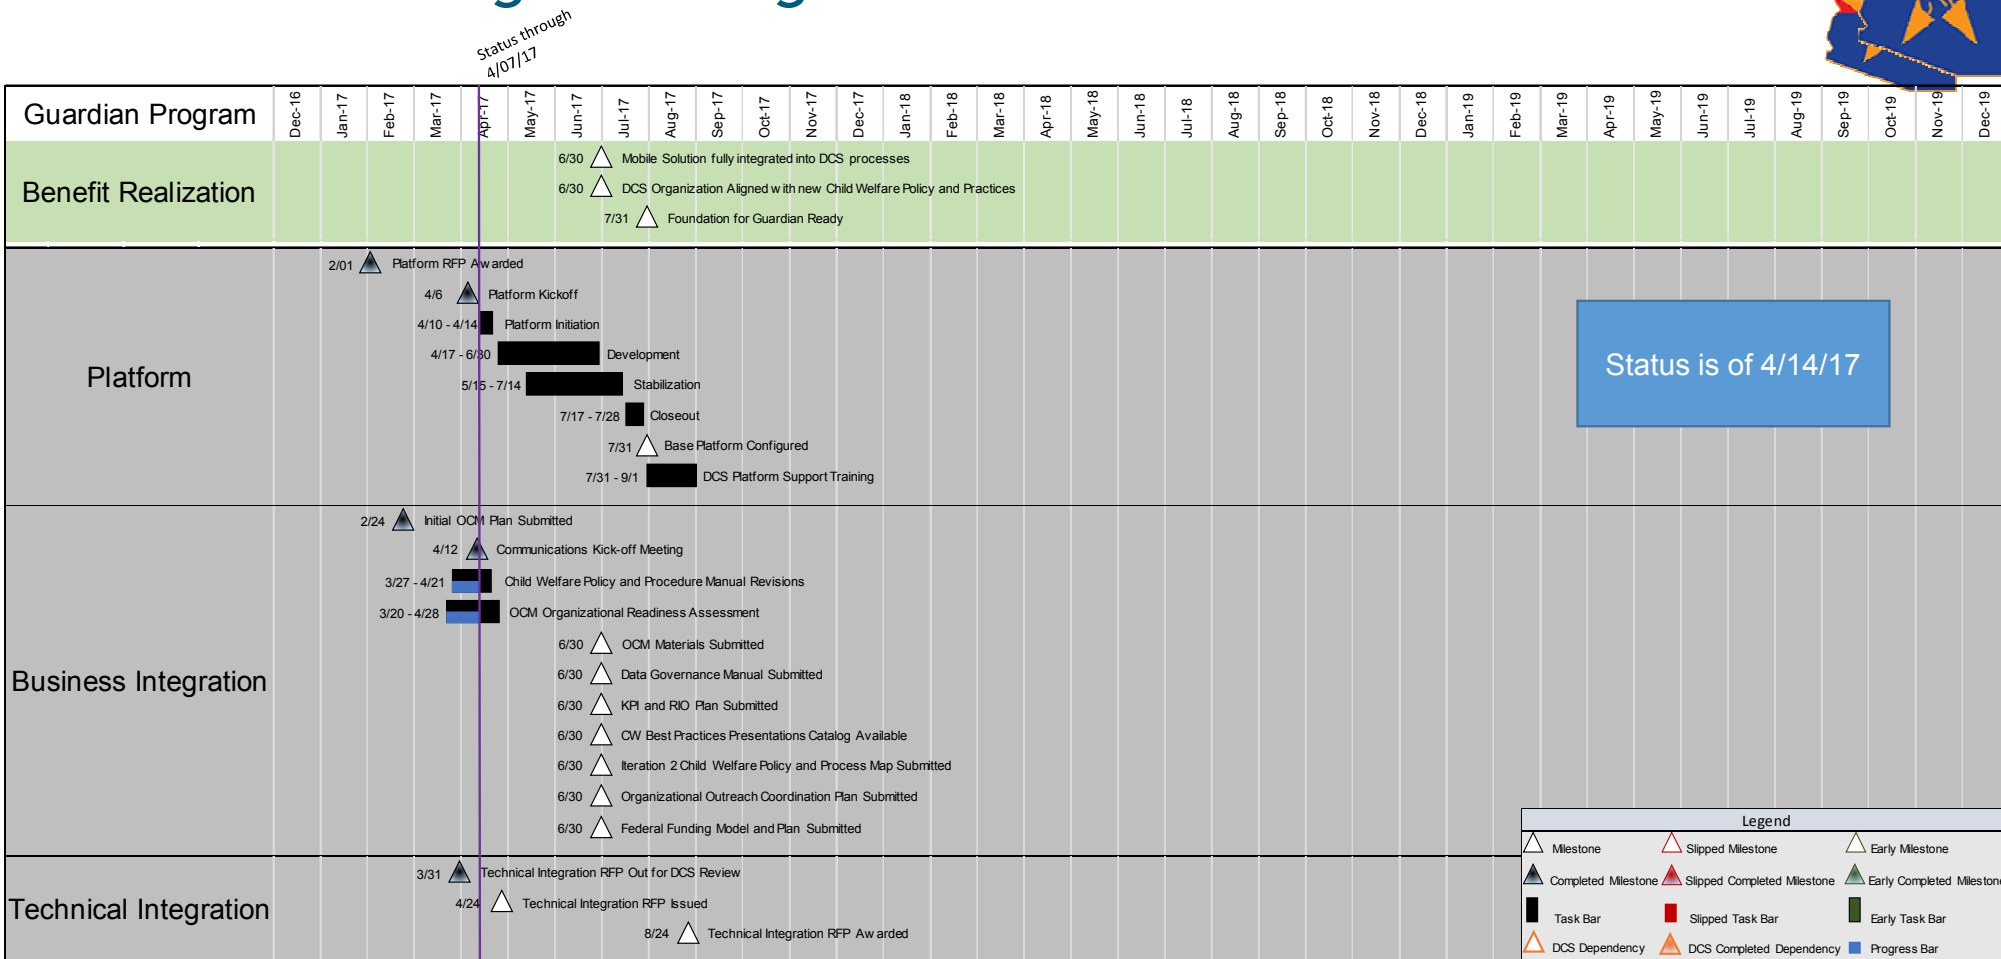 Status through
4/07/17
Guardian Program
Dec-16 Jan-17 Feb-17 Mar-17 Apr-17 May-17 Jun-17 Jul-17 Aug-17 Sep-17 Oct-17 Nov-17 Dec-17 Jan-18 Feb-18 Mar-18 Apr-18 May-18 Jun-18 Jul-18 Aug-18 Sep-18 Oct-18 Nov-18 Dec-18 Jan-19 Feb-19 Mar-19 Apr-19 May-19 Jun-19 Jul-19 Aug-19 Sep-19 Oct-19 Nov-19 Dec-19
Benefit Realization
6/30 Mobile Solution fully integrated into DCS processes
6/30 DCS Organization Aligned with new Child Welfare Policy and Practices
7/31 Foundation for Guardian Ready
Platform
2/01 Platform RFP Awarded
4/6 Platform Kickoff
4/10 - 4/14 Platform Initiation
4/17 - 6/30 Development
5/15 - 7/14 Stabilization
7/17 - 7/28 Closeout
7/31 Base Platform Configured
7/31 - 9/1 DCS Platform Support Training
Status is of 4/14/17
Business Integration
2/24 Initial OCM Plan Submitted
4/12 Communications Kick-off Meeting
3/27 - 4/21 Child Welfare Policy and Procedure Manual Revisions
3/20 - 4/28 OCM Organizational Readiness Assessment
6/30 OCM Materials Submitted
6/30 Data Governance Manual Submitted
6/30 KPI and RIO Plan Submitted
6/30 CW Best Practices Presentations Catalog Available
6/30 Iteration 2 Child Welfare Policy and Process Map Submitted
6/30 Organizational Outreach Coordination Plan Submitted
6/30 Federal Funding Model and Plan Submitted
Technical Integration
3/31 Technical Integration RFP Out for DCS Review
4/24 Technical Integration RFP Issued
8/24 Technical Integration RFP Awarded
Legend
Milestone Slipped Milestone Early Milestone
Completed Milestone Slipped Completed Milestone Early Completed Milestone
Task Bar Slipped Task Bar Early Task Bar
DCS Dependency DCS Completed Dependency Progress Bar